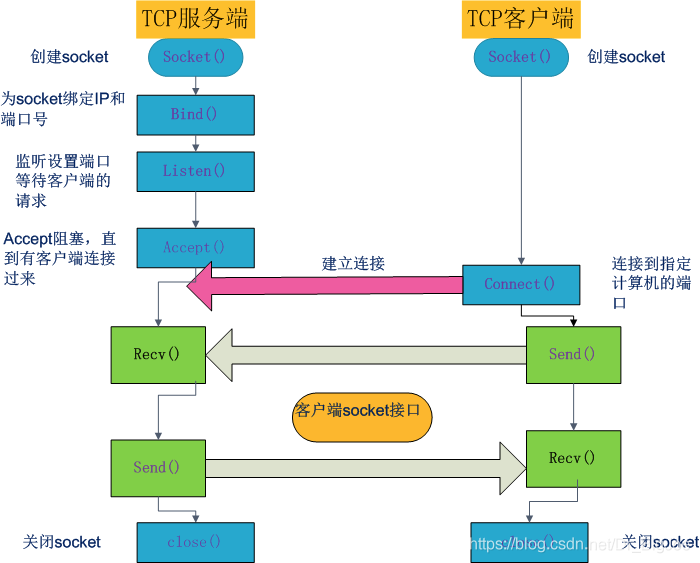 TCP服务端
TCP客户端
创建socket
Socket()
Socket()
创建socket
为socket绑定IP和
端口号
Bind()
监听设置端口
等待客户端的
请求
Listen()
Accept阻塞，直
到有客户端连接
过来
Accept()
建立连接
Connect()
连接到指定
计算机的端
口
Recv()
Send()
客户端socket接口
Send()
Recv()
关闭socket
close()
https://blog.csdn.net/
关闭socket